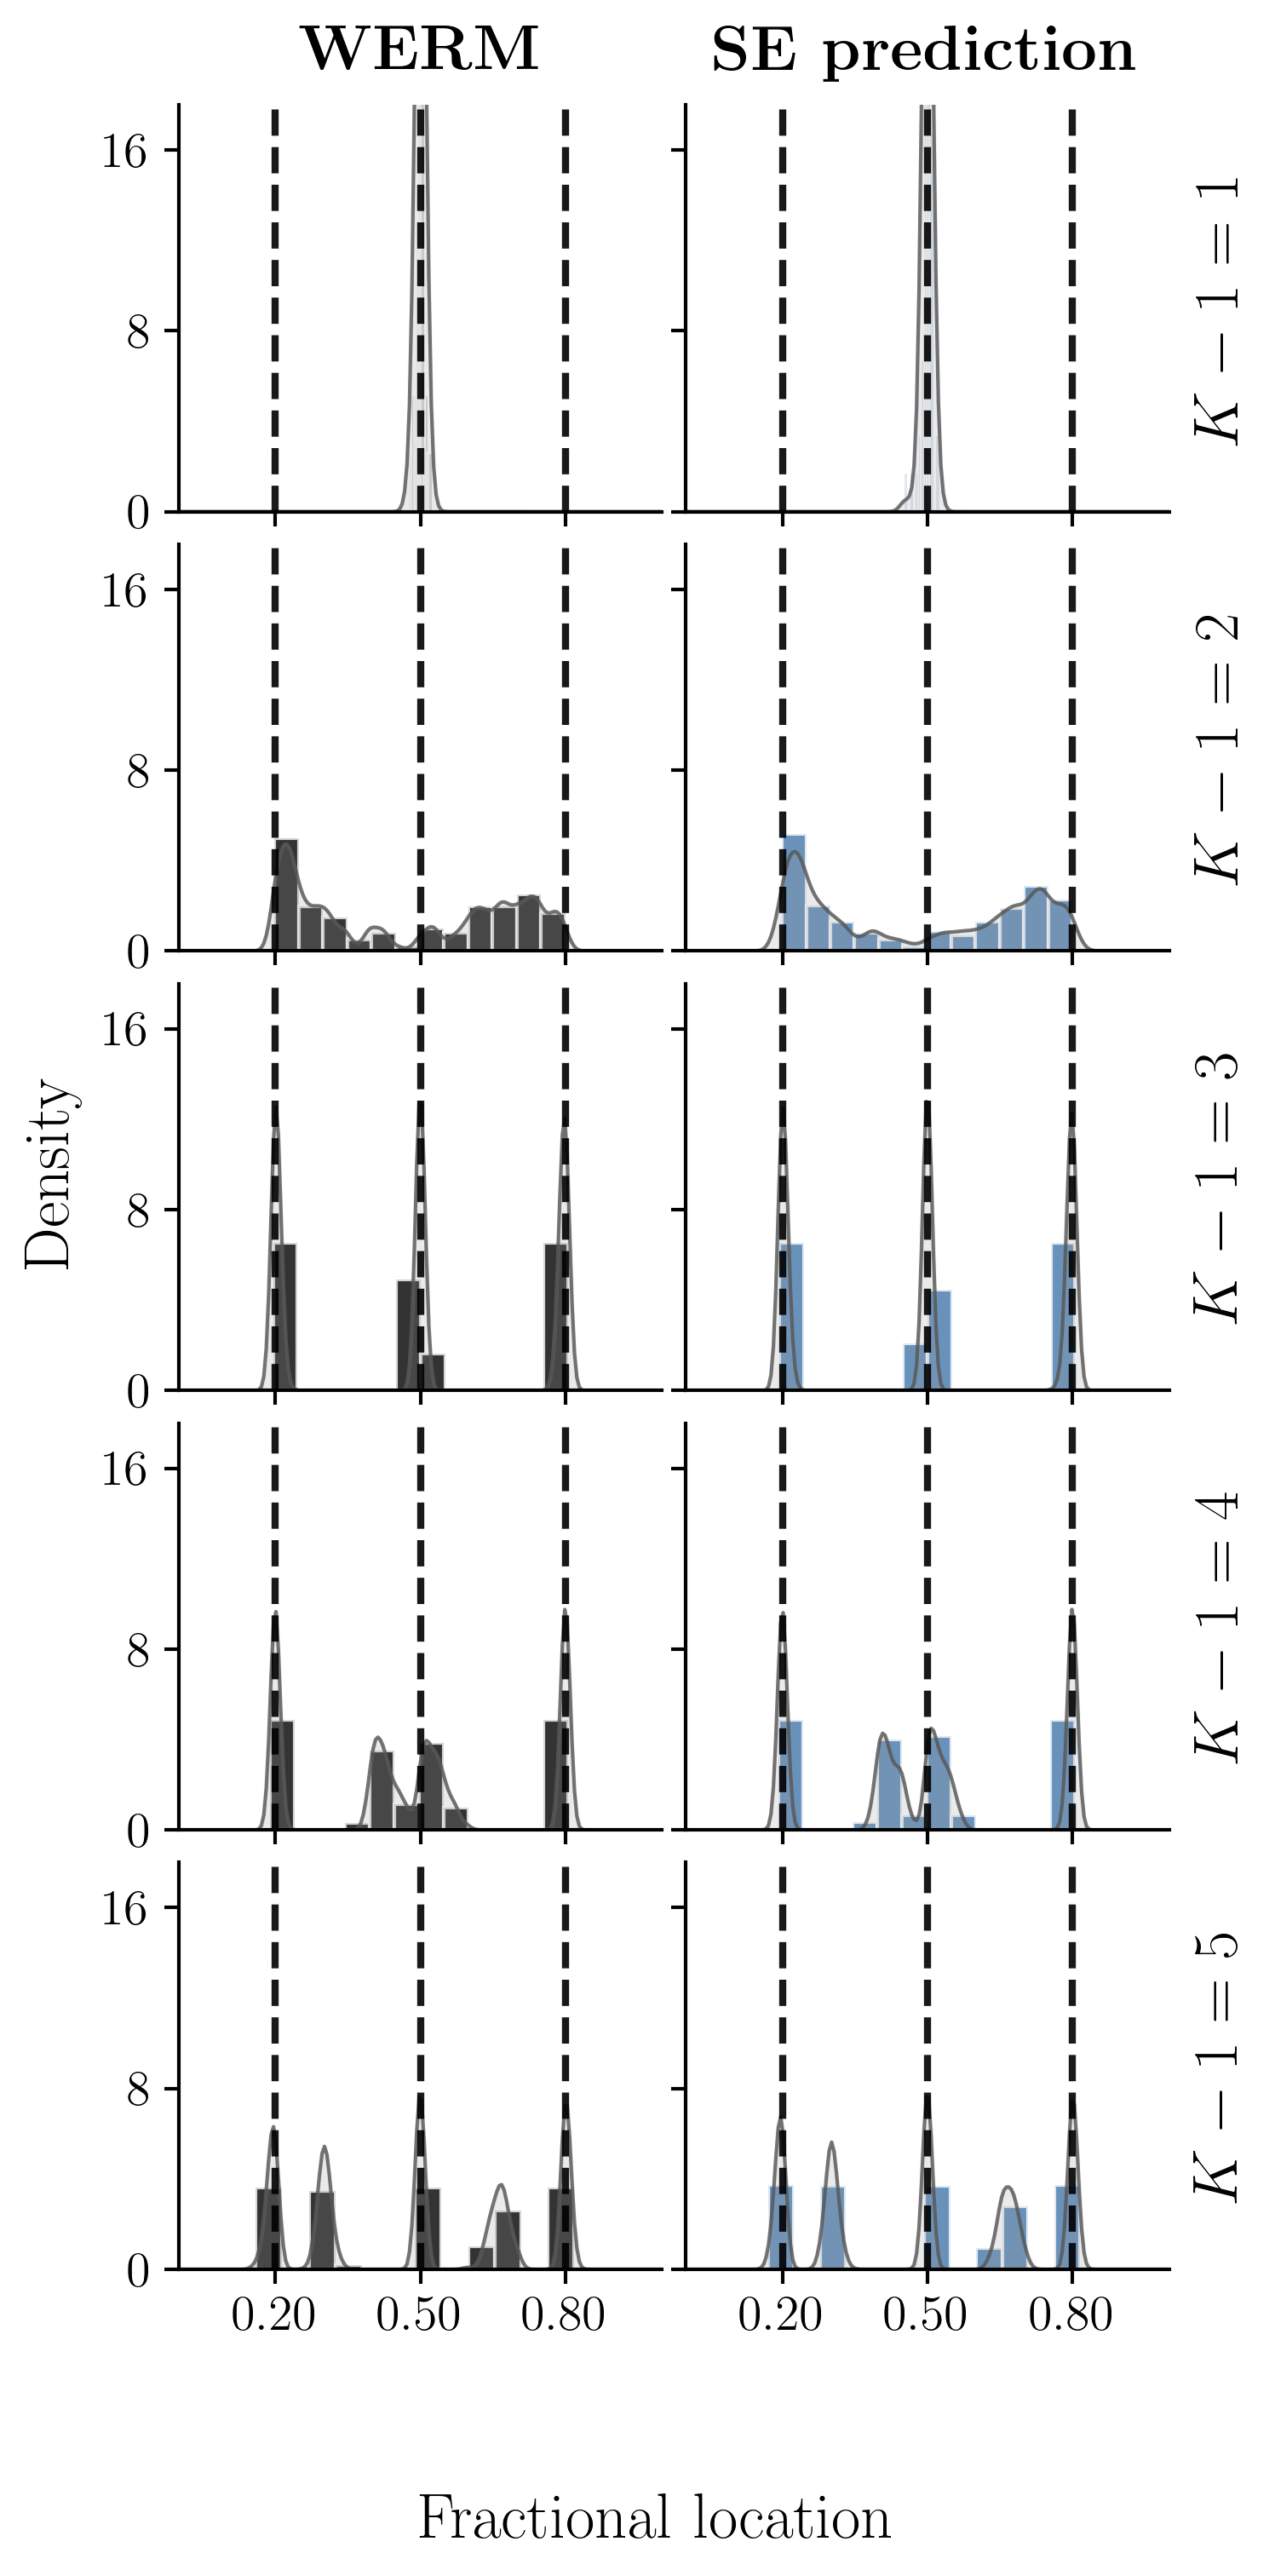 WERM SE prediction
16
8
0
K − 1 = 1
16
8
0
K − 1 = 2
Density
16
8
0
K − 1 = 3
16
8
0
K − 1 = 4
16
8
0
K − 1 = 5
0.20 0.50 0.80 0.20 0.50 0.80
Fractional location